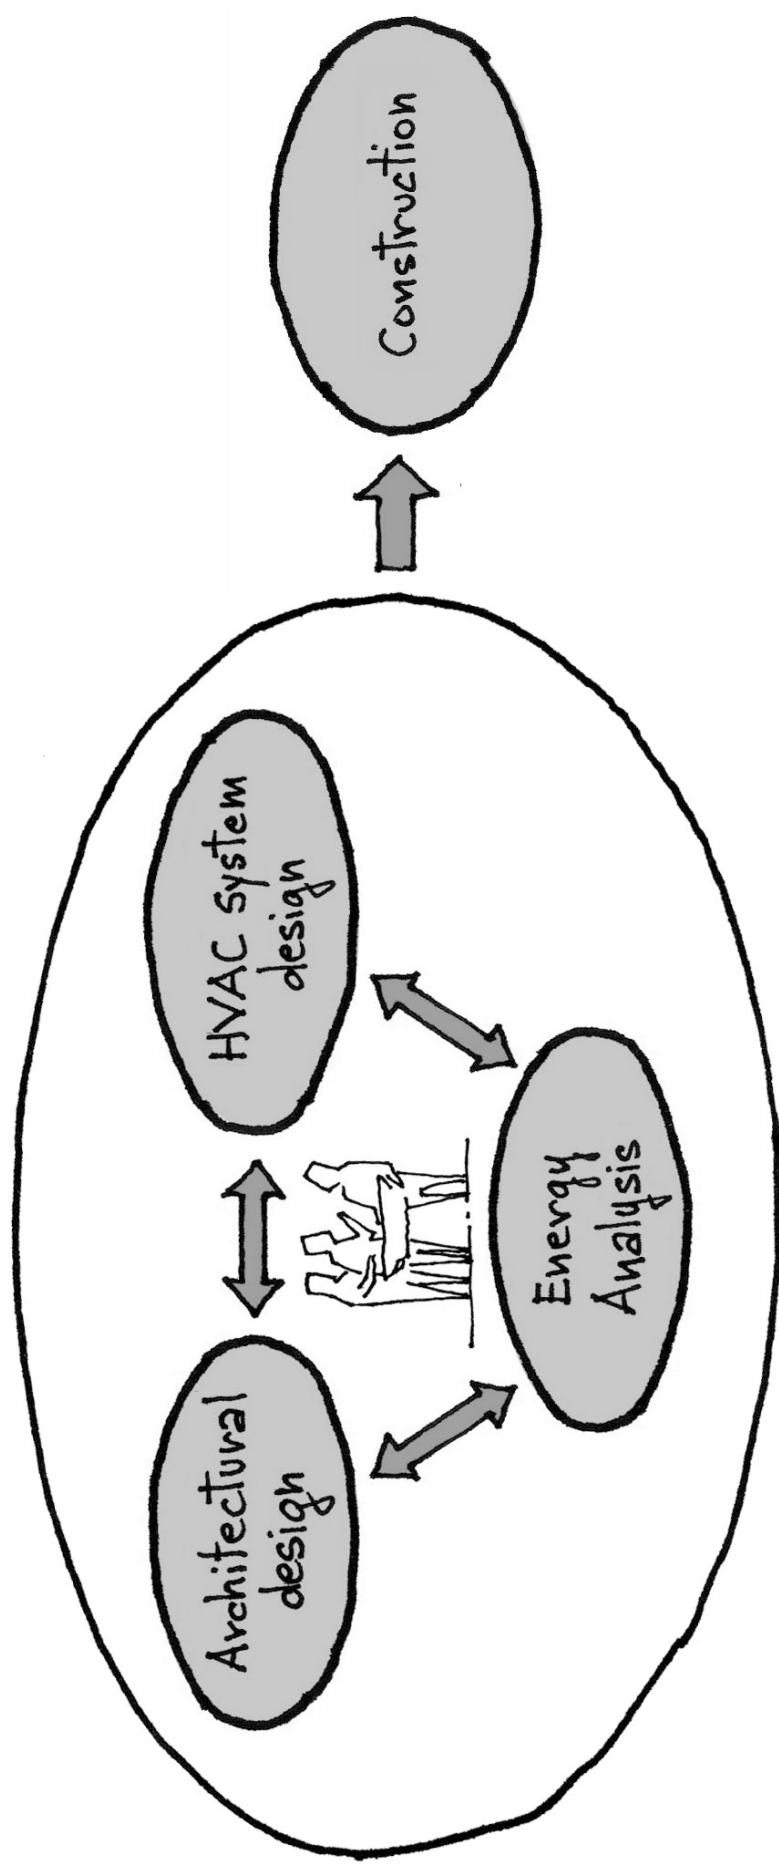 Architectural
design
HVAC system
design
Energy
Analysis
Construction